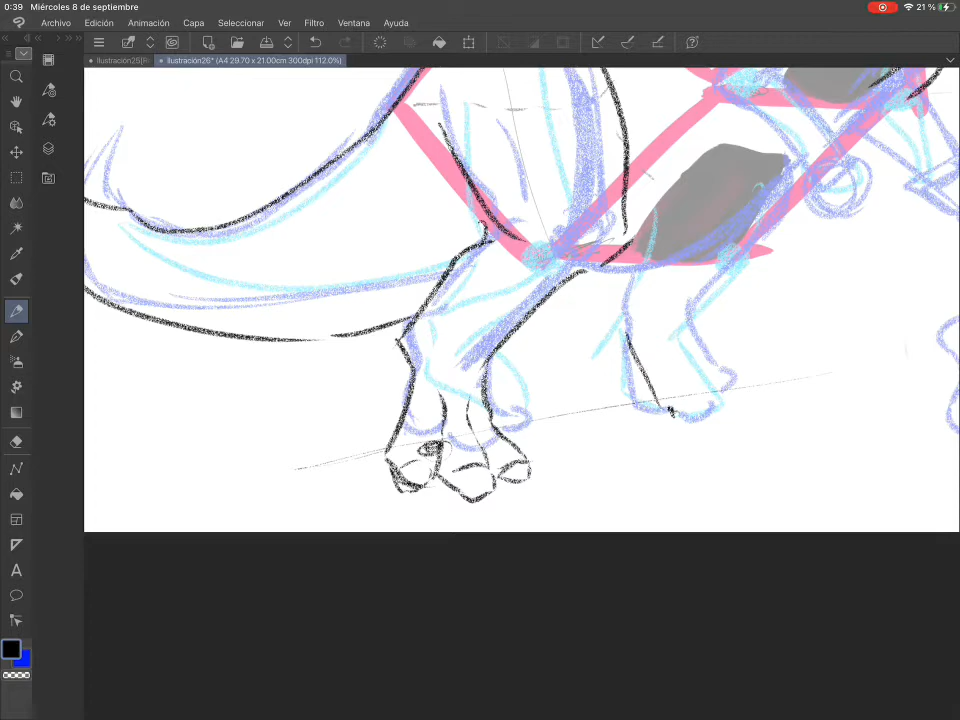 0:39 Miércoles 8 de septiembre 21 %
Archivo Edición Animación Capa Seleccionar Ver Filtro Ventana Ayuda
Ilustración25[R Ilustración26* (A4 29.70 x 21.00cm 300dpi 112.0%)
A